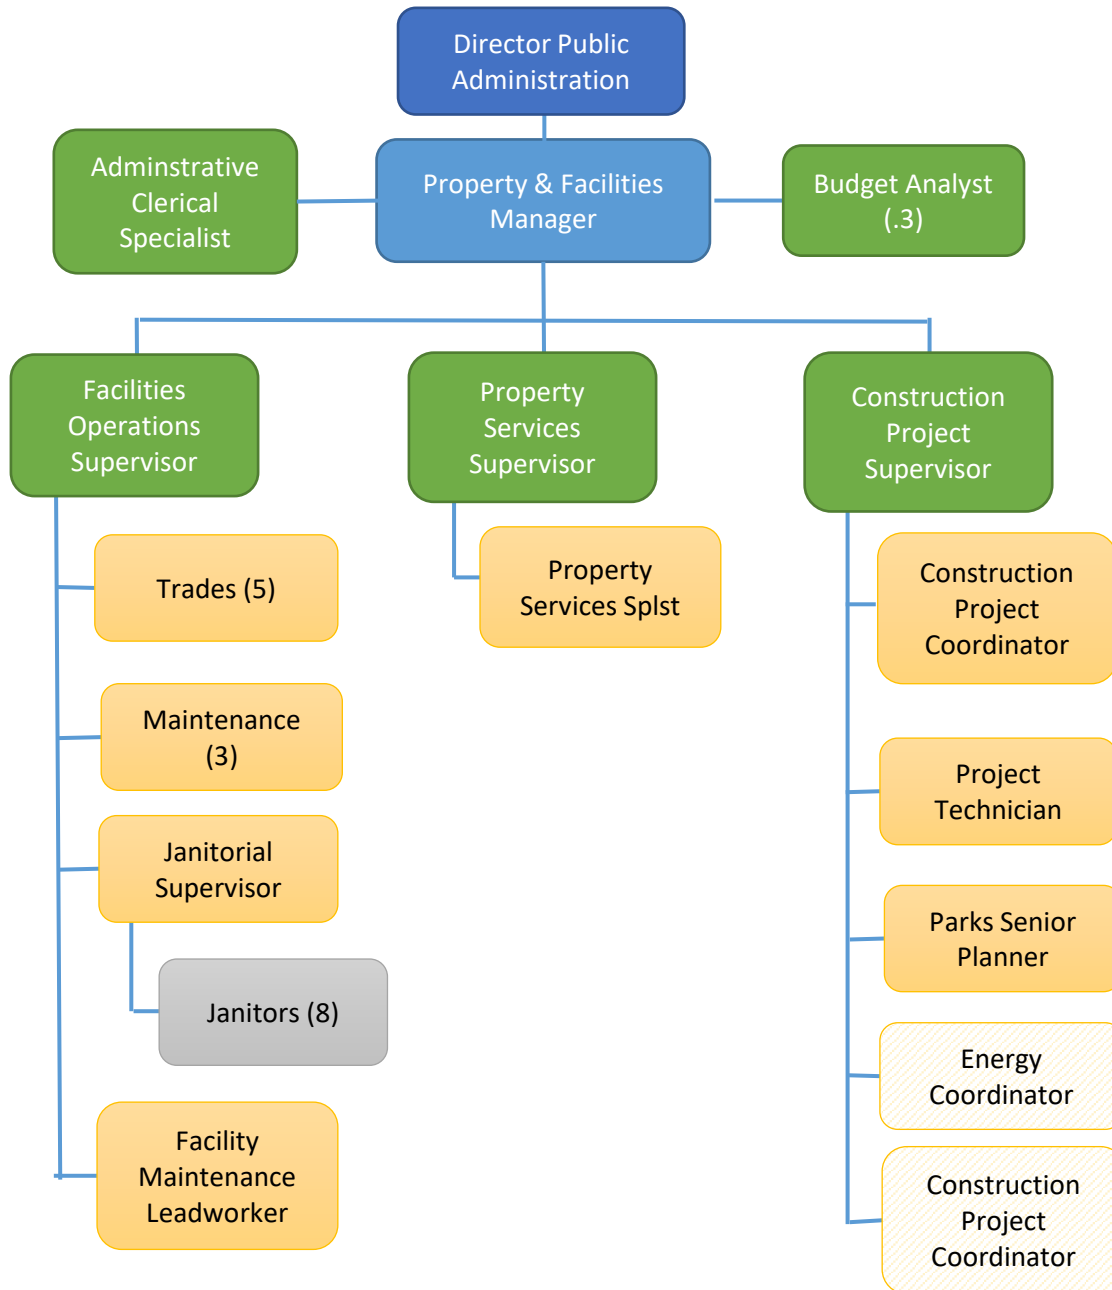 Director Public
Administration
Adminstrative
Clerical
Specialist
Property & Facilities
Manager
Budget Analyst
(.3)
Facilities
Operations
Supervisor
Property
Services
Supervisor
Construction
Project
Supervisor
Trades (5)
Maintenance
(3)
Janitorial
Supervisor
Janitors (8)
Facility
Maintenance
Leadworker
Property
Services Splst
Construction
Project
Coordinator
Project
Technician
Parks Senior
Planner
Energy
Coordinator
Construction
Project
Coordinator